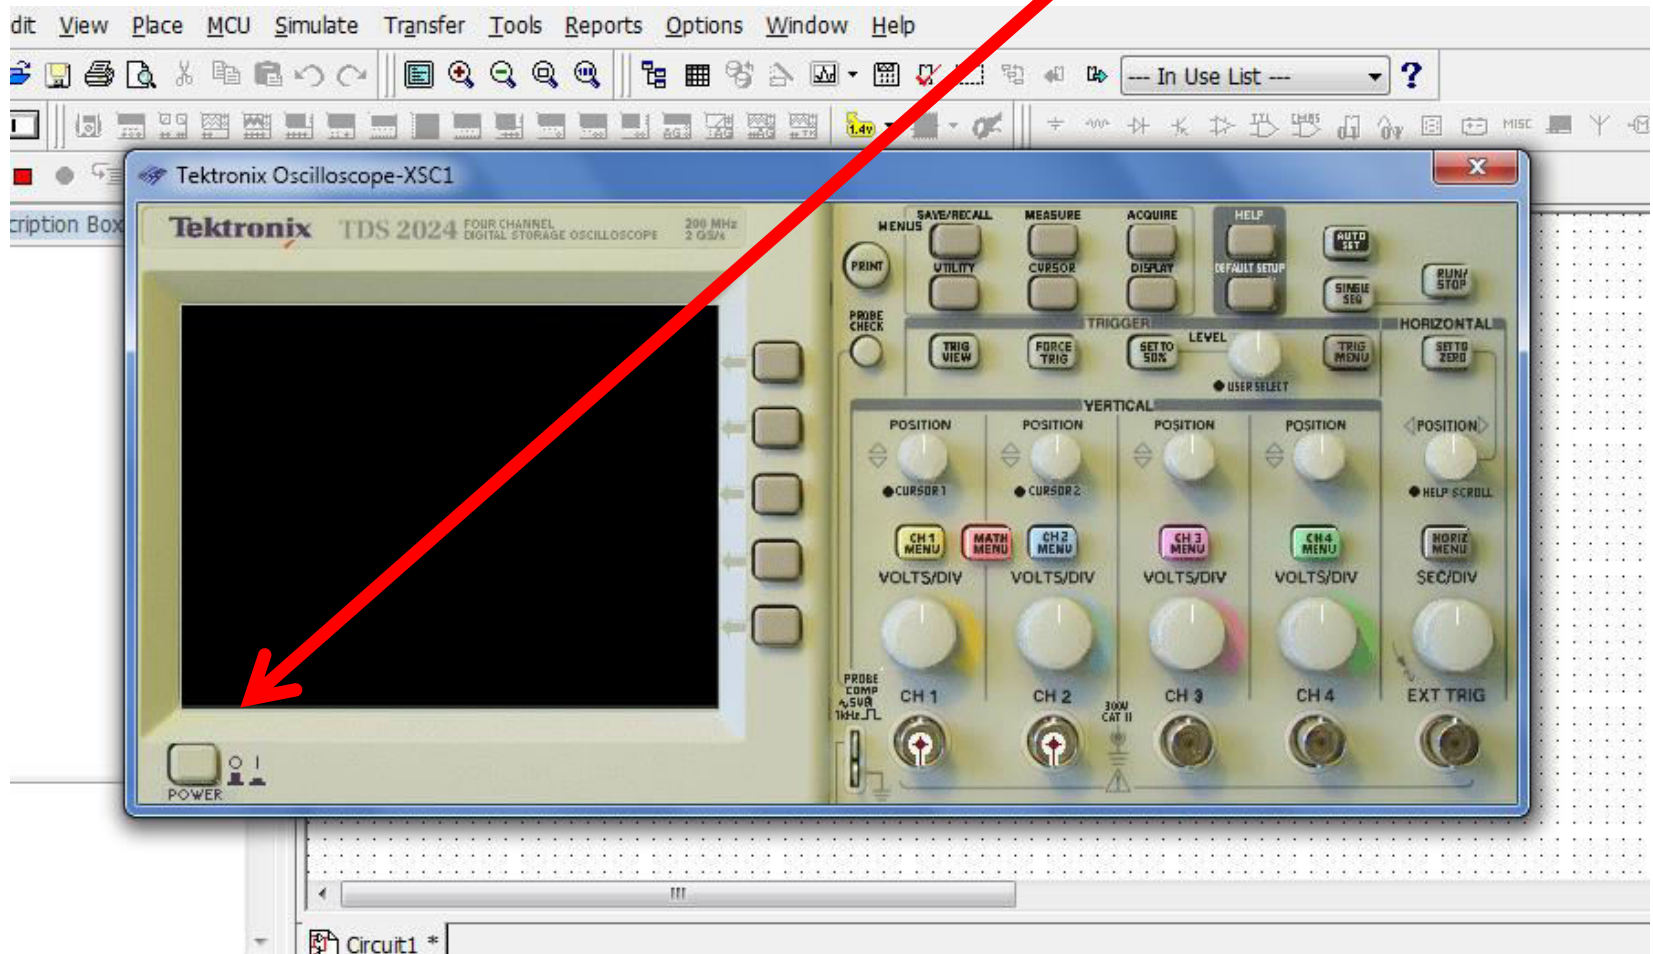 dit View Place MCU Simulate Transfer Tools Reports Options Window Help
--- In Use List ---
?
1.4v
MISC
Tektronix Oscilloscope-XSC1
cription Box
Tektronix TDS 2024 FOUR CHANNEL
DIGITAL STORAGE OSCILLOSCOPE
200 MHz
2 GS/s
MENUS
SAVE/RECALL MEASURE ACQUIRE HELP
AUTO
SET
PRINT
UTILITY CURSOR DISPLAY DEFAULT SETUP
SINGLE
SEQ
RUN/
STOP
PROBE
CHECK
TRIGGER
HORIZONTAL
TRIG
VIEW
FORCE
TRIG
SET TO
50%
LEVEL
TRIG
MENU
SET TO
ZERO
USER SELECT
VERTICAL
POSITION POSITION POSITION POSITION POSITION
CURSOR 1 CURSOR 2 HELP SCROLL
CH 1
MENU
MATH
MENU
CH 2
MENU
CH 3
MENU
CH 4
MENU
HORIZ
MENU
VOLTS/DIV VOLTS/DIV VOLTS/DIV VOLTS/DIV SEC/DIV
PROBE
COMP
~5V@
1kHz
CH 1 CH 2 CH 3 CH 4 EXT TRIG
300V
CAT II
O I
POWER
Circuit1 *